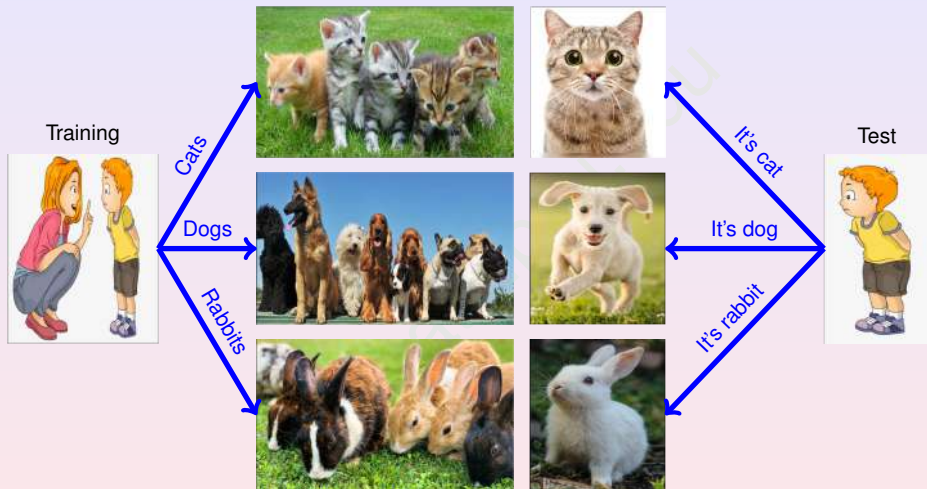 Training
Cats
Dogs
Rabbits
It's cat
It's dog
It's rabbit
Test